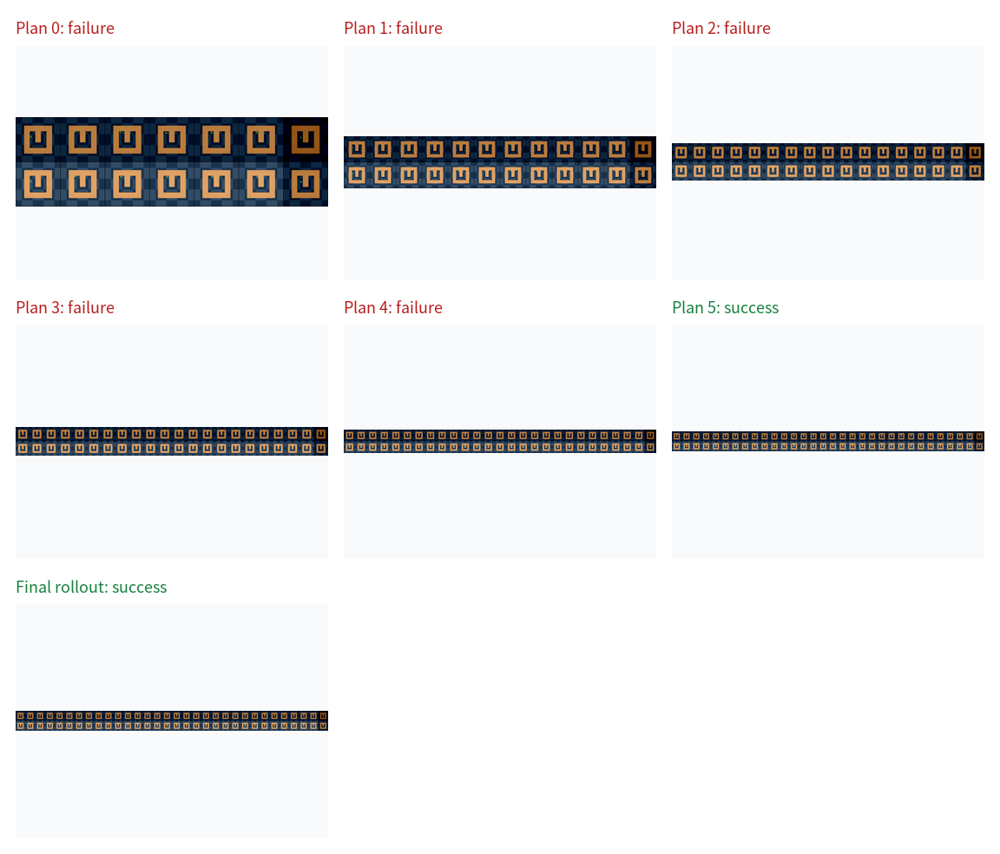 Plan 0: failure
Plan 1: failure
Plan 2: failure
Plan 3: failure
Plan 4: failure
Plan 5: success
Final rollout: success